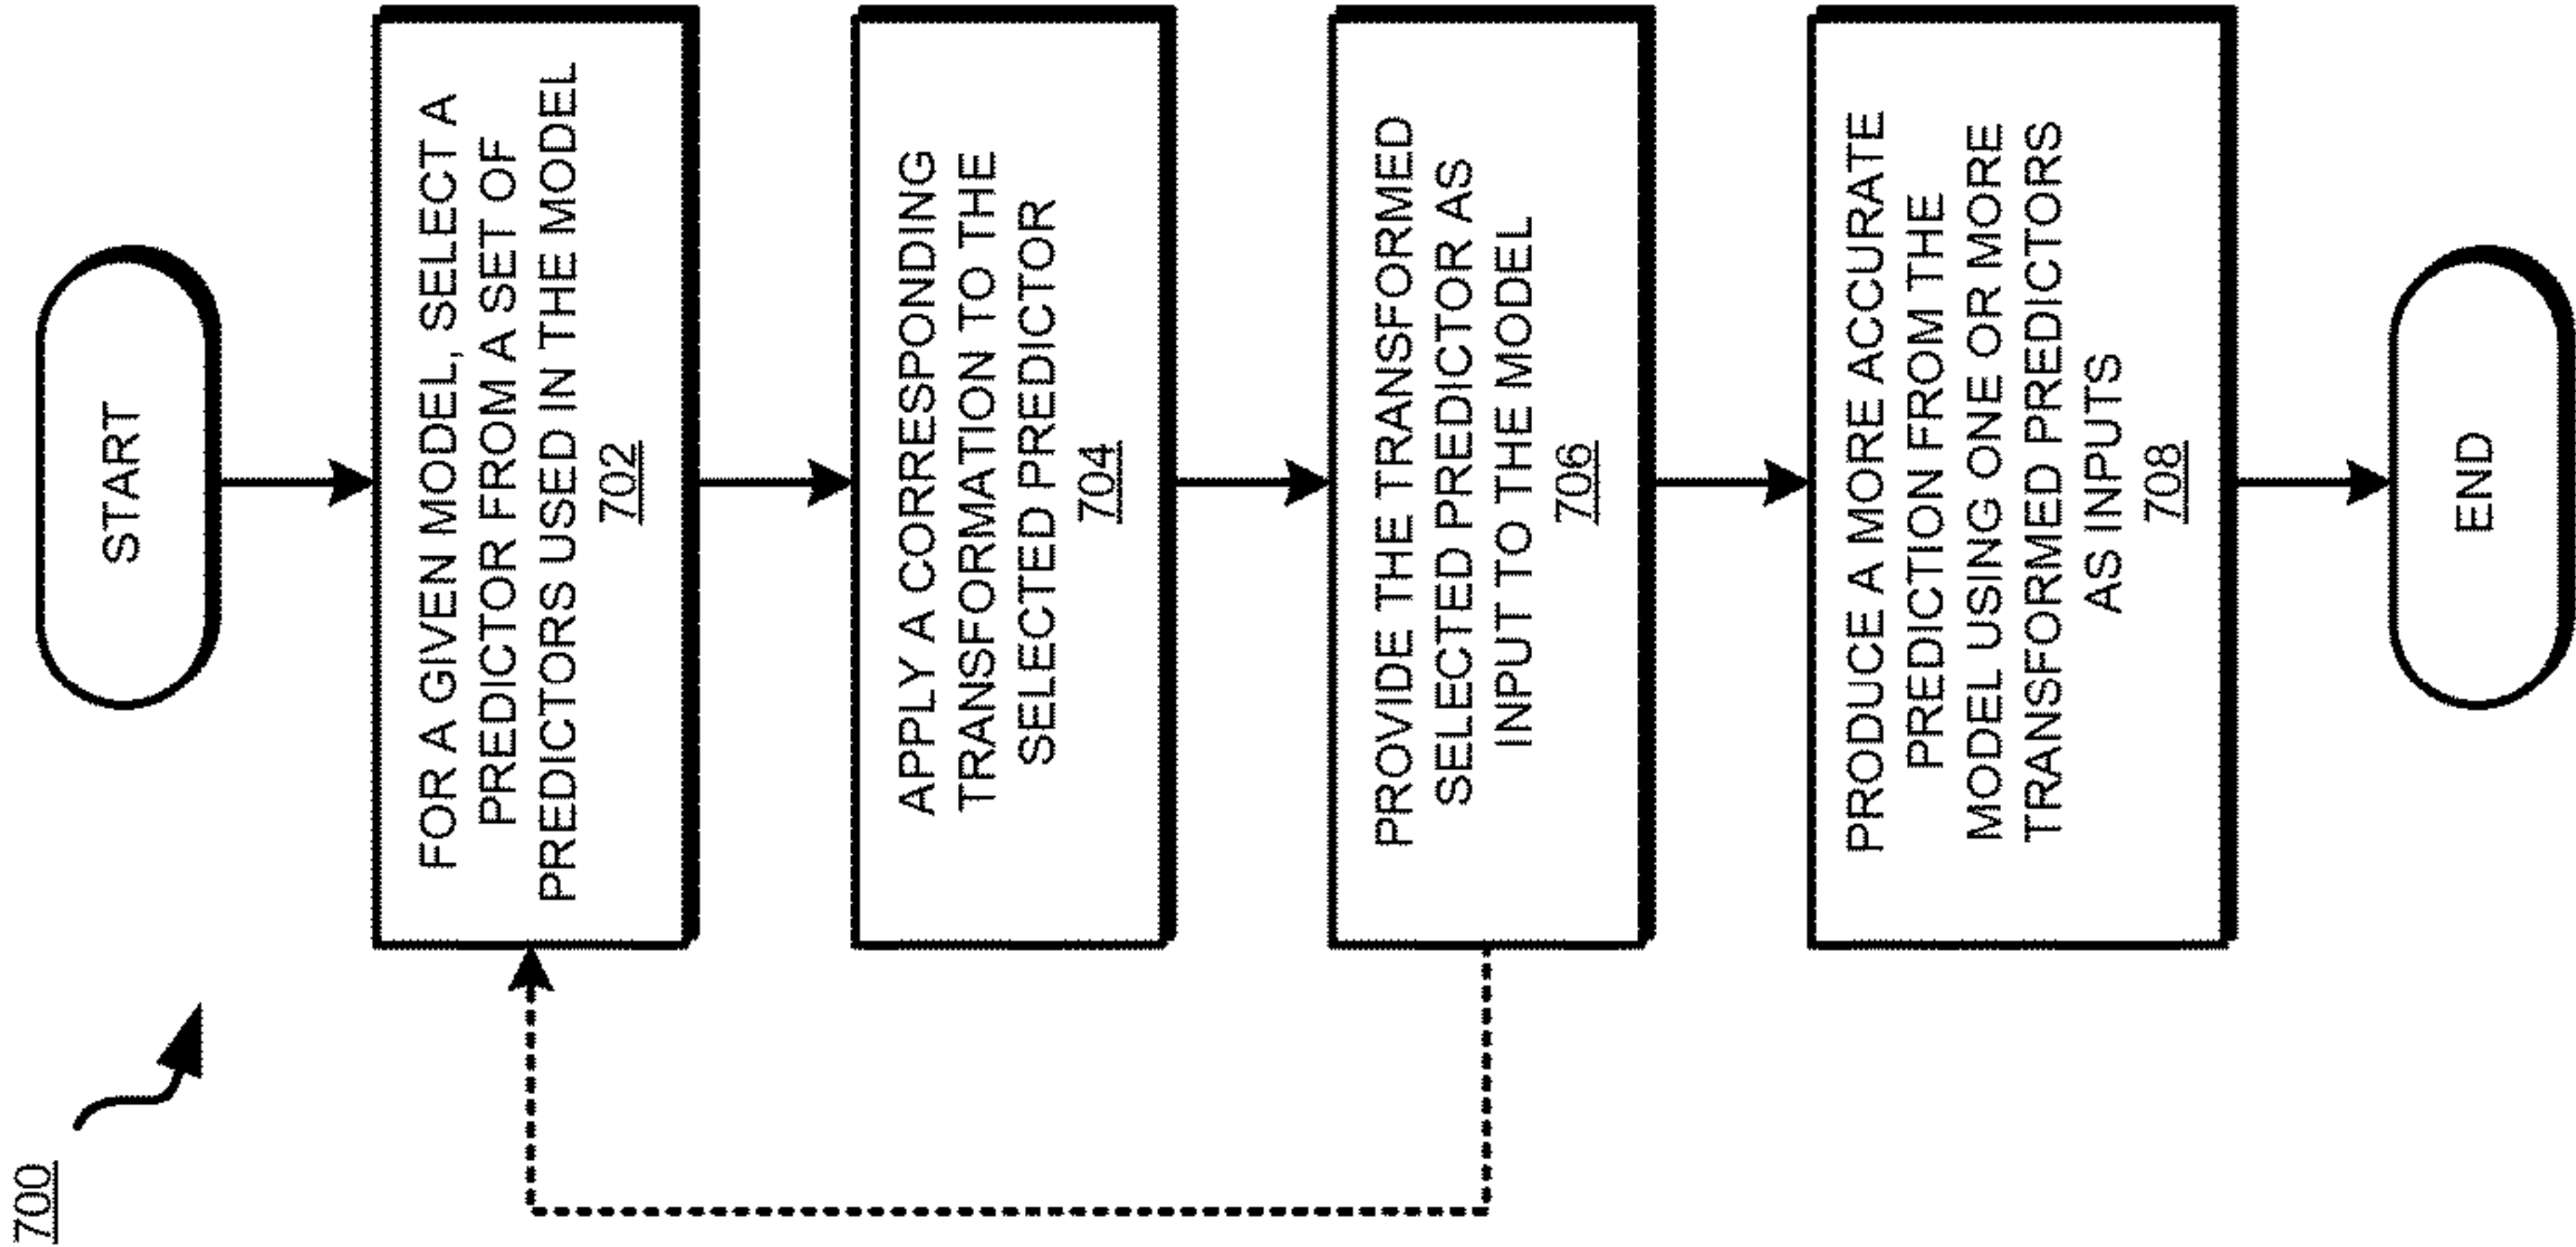 700
START
FOR A GIVEN MODEL, SELECT A
PREDICTOR FROM A SET OF
PREDICTORS USED IN THE MODEL
702
APPLY A CORRESPONDING
TRANSFORMATION TO THE
SELECTED PREDICTOR
704
PROVIDE THE TRANSFORMED
SELECTED PREDICTOR AS
INPUT TO THE MODEL
706
PRODUCE A MORE ACCURATE
PREDICTION FROM THE
MODEL USING ONE OR MORE
TRANSFORMED PREDICTORS
AS INPUTS
708
END